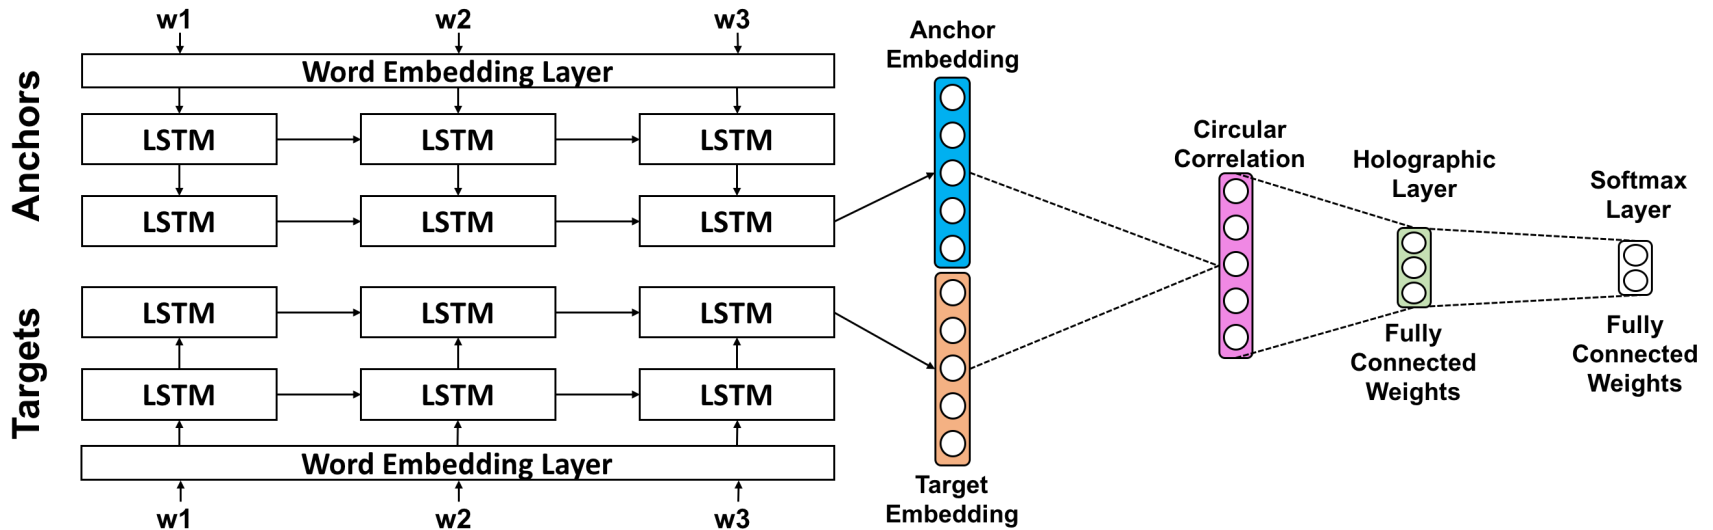 Anchors
w1 w2 w3
Word Embedding Layer
LSTM LSTM LSTM
LSTM LSTM LSTM
Targets
LSTM LSTM LSTM
LSTM LSTM LSTM
Word Embedding Layer
w1 w2 w3
Anchor
Embedding
Target
Embedding
Circular
Correlation
Holographic
Layer
Fully
Connected
Weights
Softmax
Layer
Fully
Connected
Weights